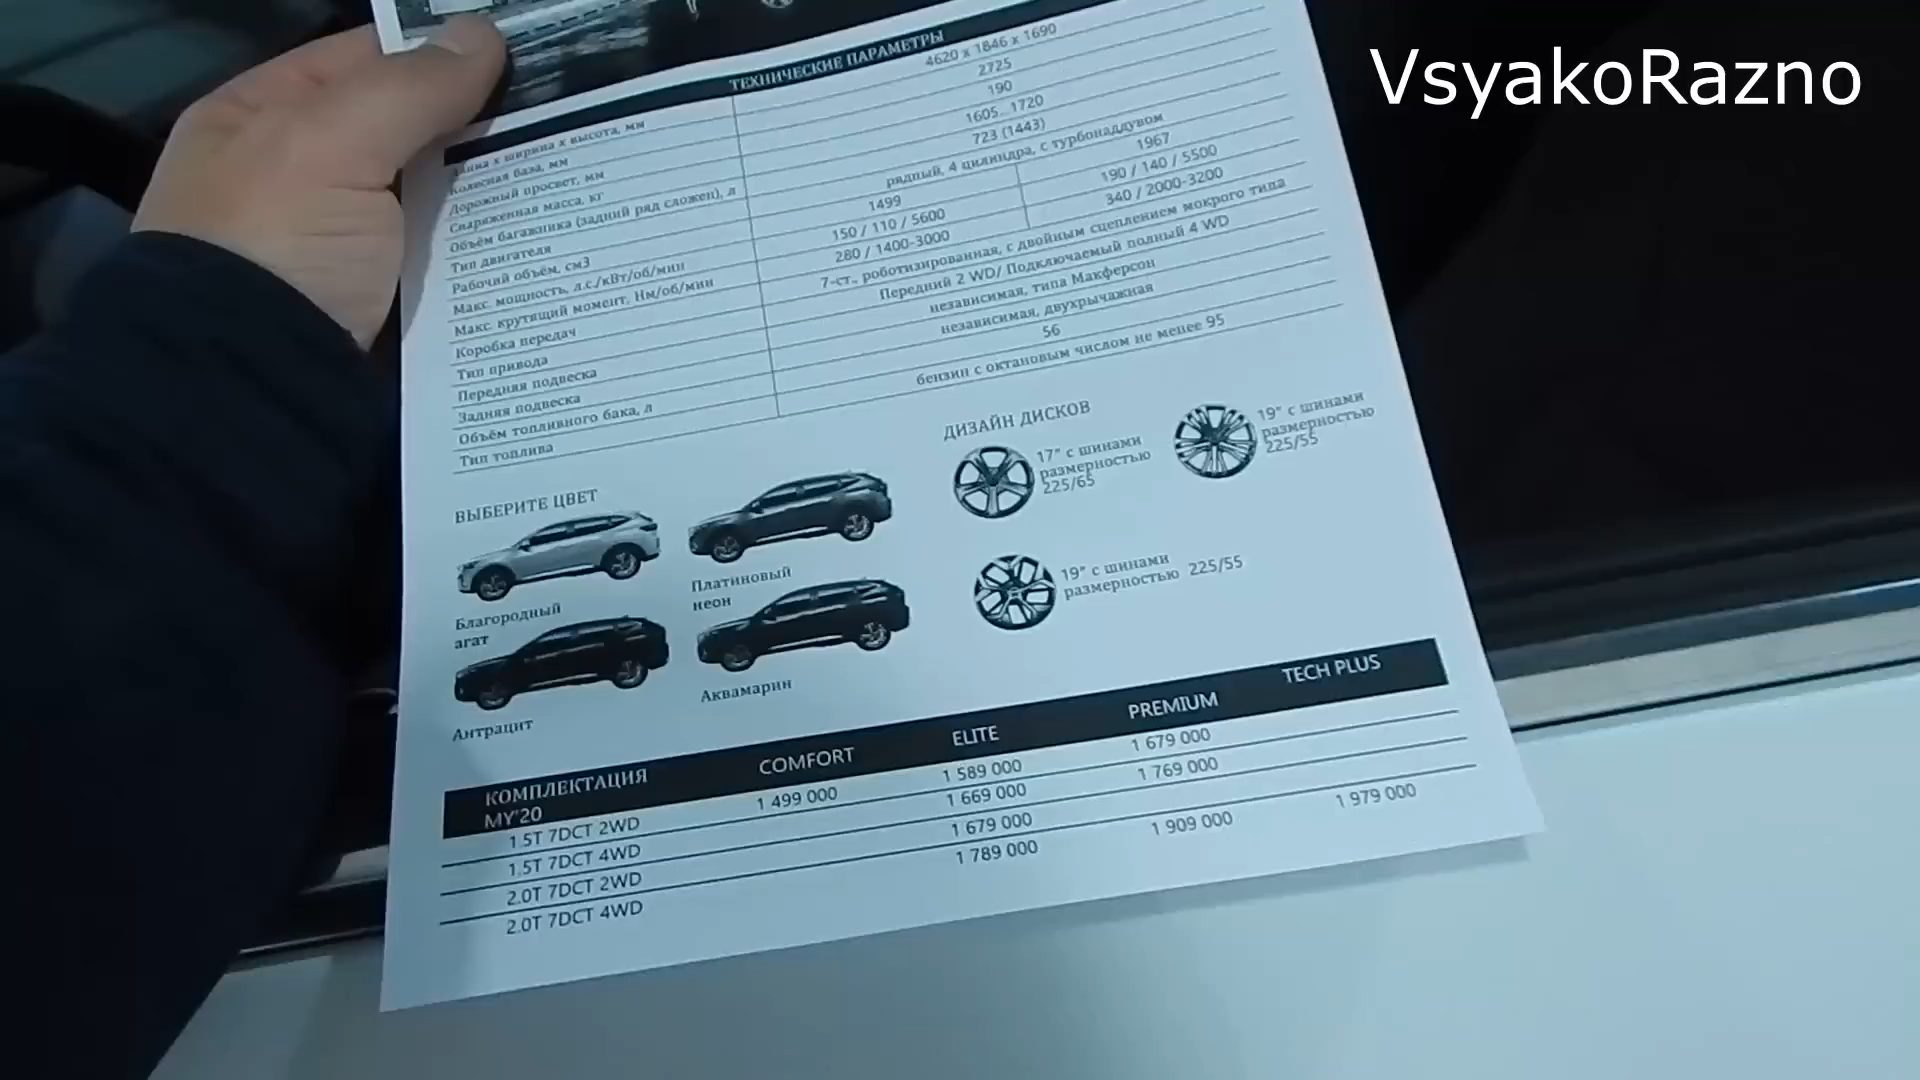 VsyakoRazno
ТЕХНИЧЕСКИЕ ПАРАМЕТРЫ
Длина х ширина х высота, мм 4620 х 1846 х 1690
Колесная база, мм 2725
Дорожный просвет, мм 190
Снаряженная масса, кг 1605...1720
Объём багажника (задний ряд сложен), л 723 (1443)
Тип двигателя рядный, 4 цилиндра, с турбонаддувом
Рабочий объём, см3 1499 1967
Макс. мощность, л.с./кВт/об/мин 150 / 110 / 5600 190 / 140 / 5500
Макс. крутящий момент, Нм/об/мин 280 / 1400-3000 340 / 2000-3200
Коробка передач 7-ст., роботизированная, с двойным сцеплением мокрого типа
Тип привода Передний 2 WD/ Подключаемый полный 4 WD
Передняя подвеска независимая, типа Макферсон
Задняя подвеска независимая, двухрычажная
Объём топливного бака, л 56
Тип топлива бензин с октановым числом не менее 95
ВЫБЕРИТЕ ЦВЕТ
Благородный
агат
Платиновый
неон
Антрацит
Аквамарин
ДИЗАЙН ДИСКОВ
17" с шинами
размерностью
225/65
19" с шинами
размерностью
225/55
19" с шинами
размерностью 225/55
КОМПЛЕКТАЦИЯ COMFORT ELITE PREMIUM TECH PLUS
MY'20
1.5T 7DCT 2WD 1 499 000 1 589 000 1 679 000
1.5T 7DCT 4WD 1 669 000 1 769 000
2.0T 7DCT 2WD 1 679 000
2.0T 7DCT 4WD 1 789 000 1 909 000 1 979 000